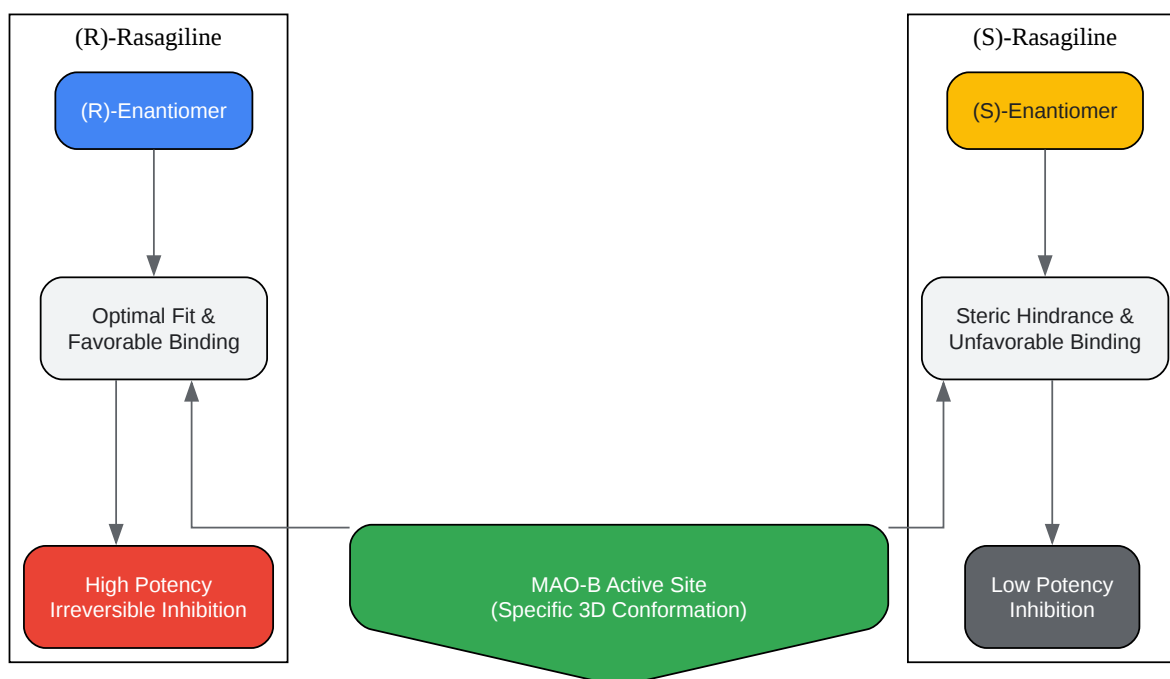 (R)-Rasagiline
(R)-Enantiomer
Optimal Fit &
Favorable Binding
High Potency
Irreversible Inhibition
MAO-B Active Site
(Specific 3D Conformation)
(S)-Rasagiline
(S)-Enantiomer
Steric Hindrance &
Unfavorable Binding
Low Potency
Inhibition